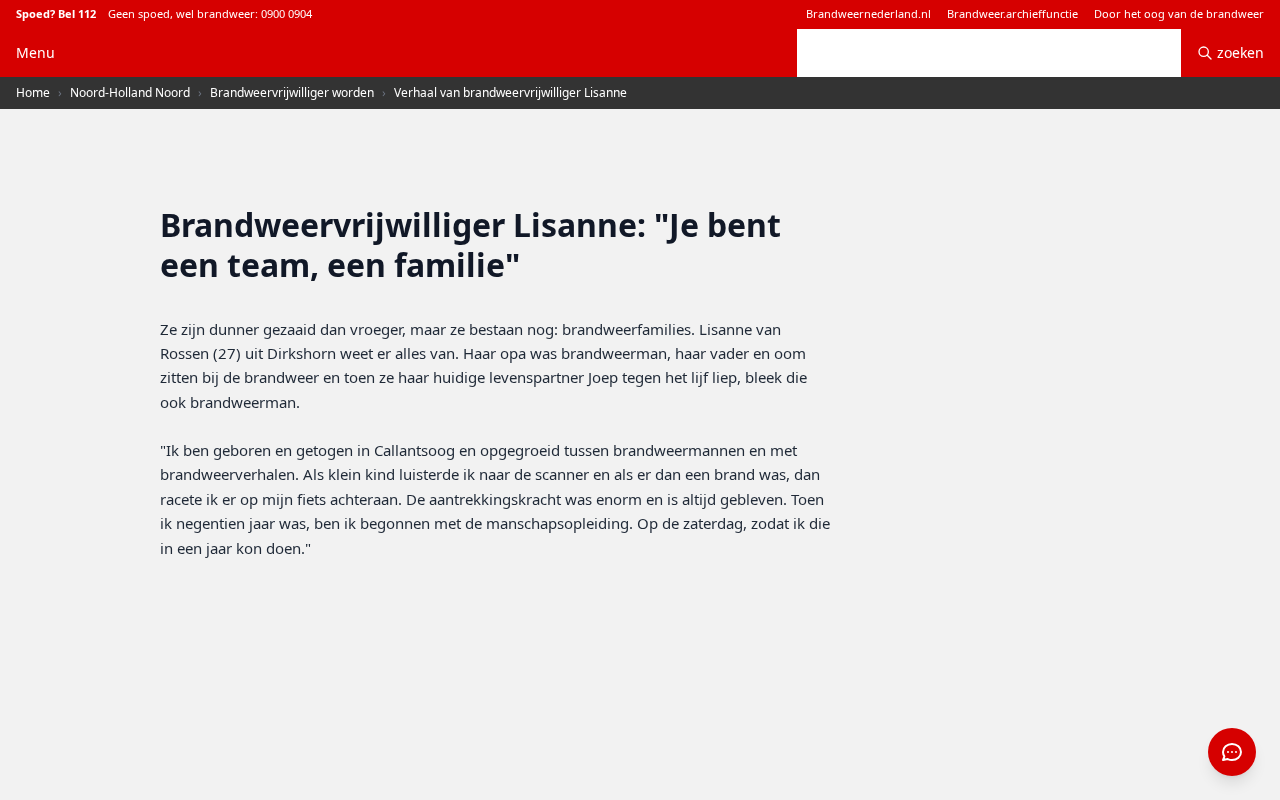 Spoed? Bel 112 Geen spoed, wel brandweer: 0900 0904 Brandweernederland.nl Brandweer.archieffunctie Door het oog van de brandweer
Menu zoeken
Home › Noord-Holland Noord › Brandweervrijwilliger worden › Verhaal van brandweervrijwilliger Lisanne
Brandweervrijwilliger Lisanne: "Je bent
een team, een familie"
Ze zijn dunner gezaaid dan vroeger, maar ze bestaan nog: brandweerfamilies. Lisanne van
Rossen (27) uit Dirkshorn weet er alles van. Haar opa was brandweerman, haar vader en oom
zitten bij de brandweer en toen ze haar huidige levenspartner Joep tegen het lijf liep, bleek die
ook brandweerman.
"Ik ben geboren en getogen in Callantsoog en opgegroeid tussen brandweermannen en met
brandweerverhalen. Als klein kind luisterde ik naar de scanner en als er dan een brand was, dan
racete ik er op mijn fiets achteraan. De aantrekkingskracht was enorm en is altijd gebleven. Toen
ik negentien jaar was, ben ik begonnen met de manschapsopleiding. Op de zaterdag, zodat ik die
in een jaar kon doen."